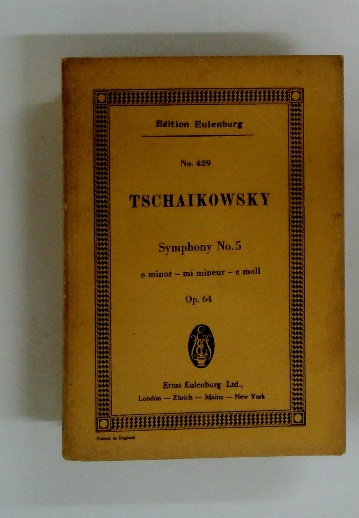 Edition Eulenburg
No. 429
TSCHAIKOWSKY
Symphony No. 5
e minor – mi mineur – e moll
Op. 64
Ernst Eulenburg Ltd.,
London — Zürich — Mainz — New York
Printed in England